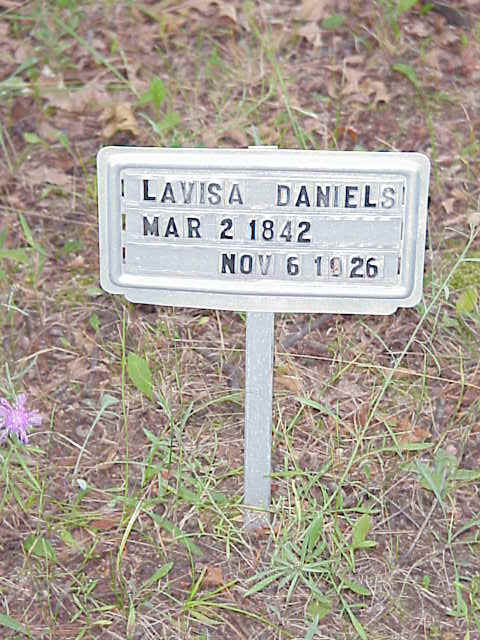 LAVISA DANIELS
MAR 2 1842
NOV 6 1926